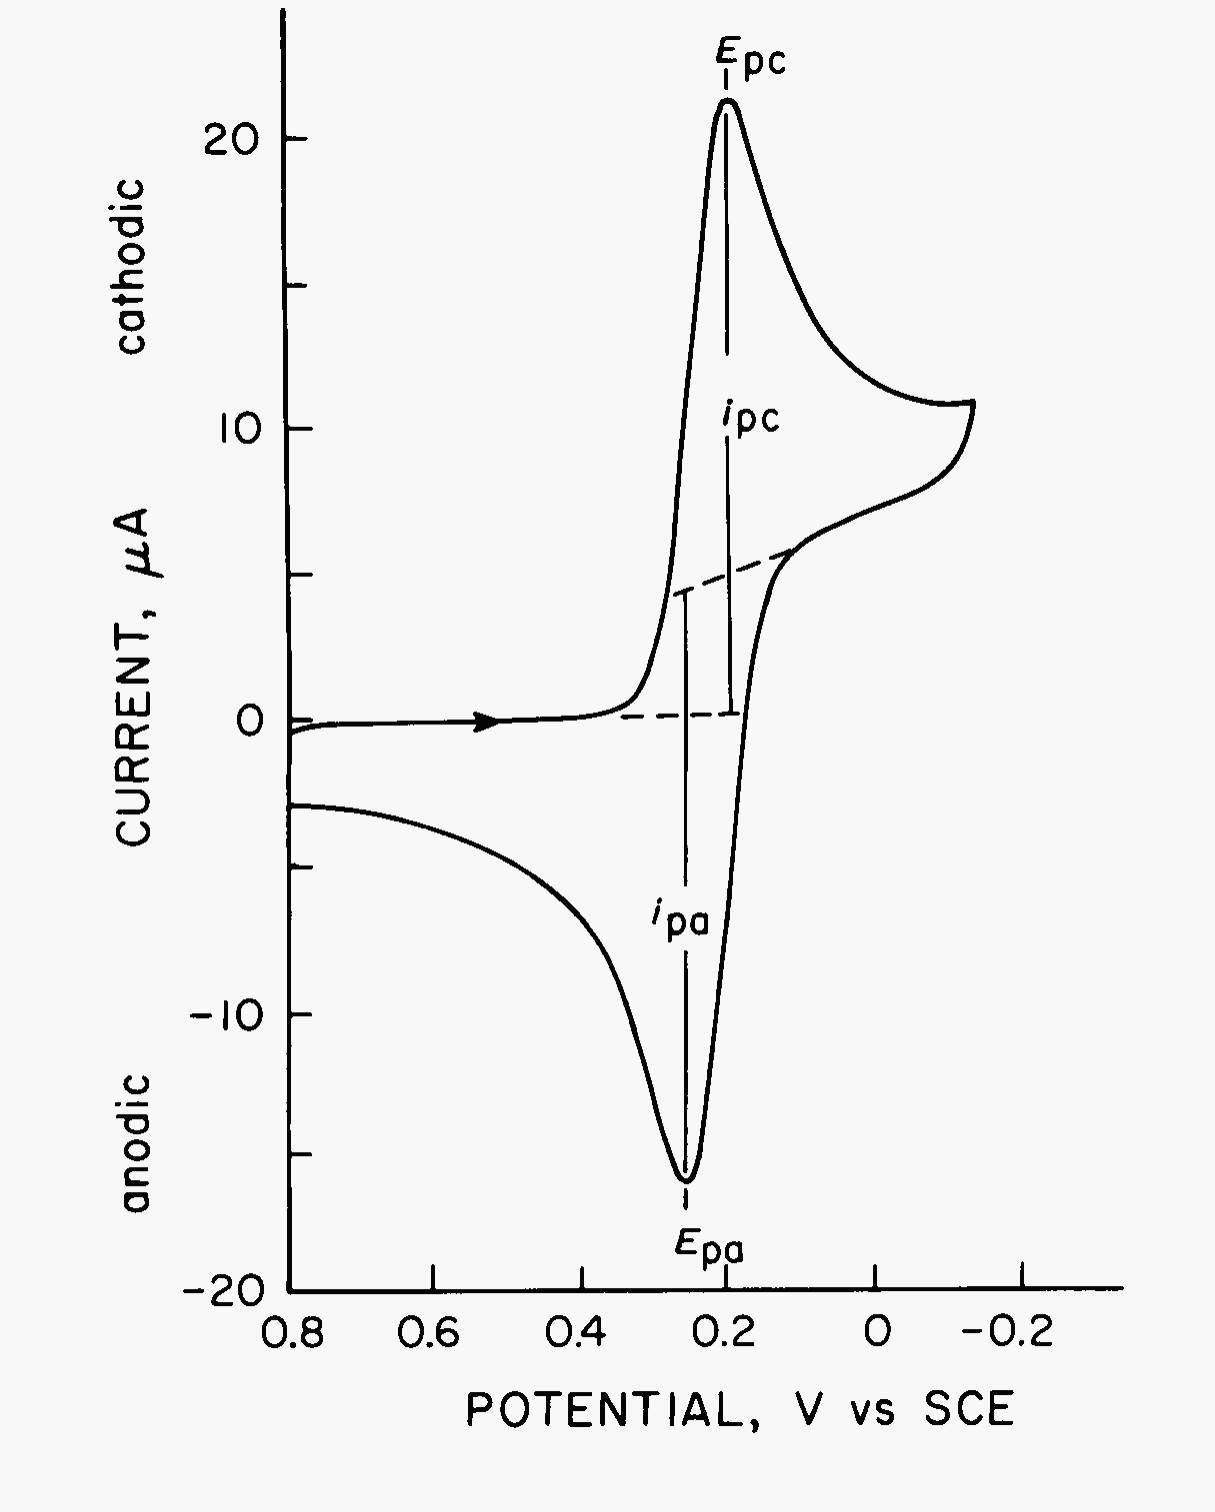 Epc
20
cathodic
10
ipc
CURRENT, μA
0
ipa
-10
anodic
Epa
-20
0.8 0.6 0.4 0.2 0 -0.2
POTENTIAL, V vs SCE